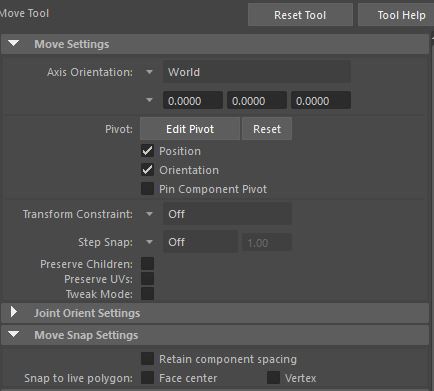 Move Tool Reset Tool Tool Help
Move Settings
Axis Orientation: World
0.0000 0.0000 0.0000
Pivot: Edit Pivot Reset
Position
Orientation
Pin Component Pivot
Transform Constraint: Off
Step Snap: Off 1.00
Preserve Children:
Preserve UVs:
Tweak Mode:
Joint Orient Settings
Move Snap Settings
Retain component spacing
Snap to live polygon: Face center Vertex